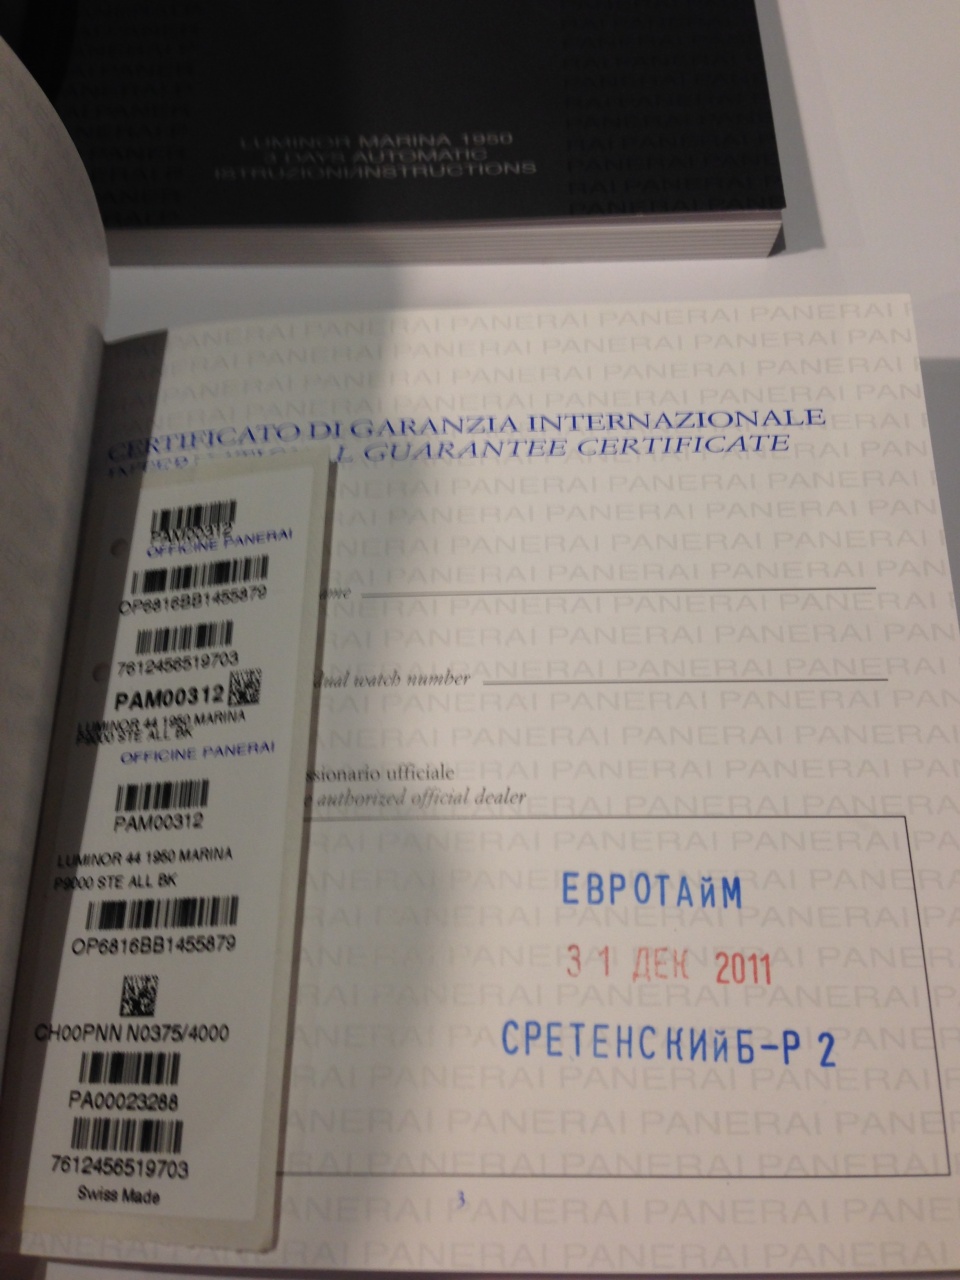 LUMINOR MARINA 1950
3 DAYS AUTOMATIC
ISTRUZIONI/INSTRUCTIONS
CERTIFICATO DI GARANZIA INTERNAZIONALE
GUARANTEE CERTIFICATE
PAM00312
OFFICINE PANERAI
OP6816BB1455879
7612456519703
PAM00312
LUMINOR 44 1950 MARINA
P9000 STE ALL BK
OFFICINE PANERAI
PAM00312
LUMINOR 44 1950 MARINA
P9000 STE ALL BK
OP6816BB1455879
CH00PNN N0375/4000
PA00023288
7612456519703
Swiss Made
watch number
ufficiale
authorized official dealer
ЕВРОТАйМ
31 ДЕК 2011
СРЕТЕНСКИйБ-Р 2
3